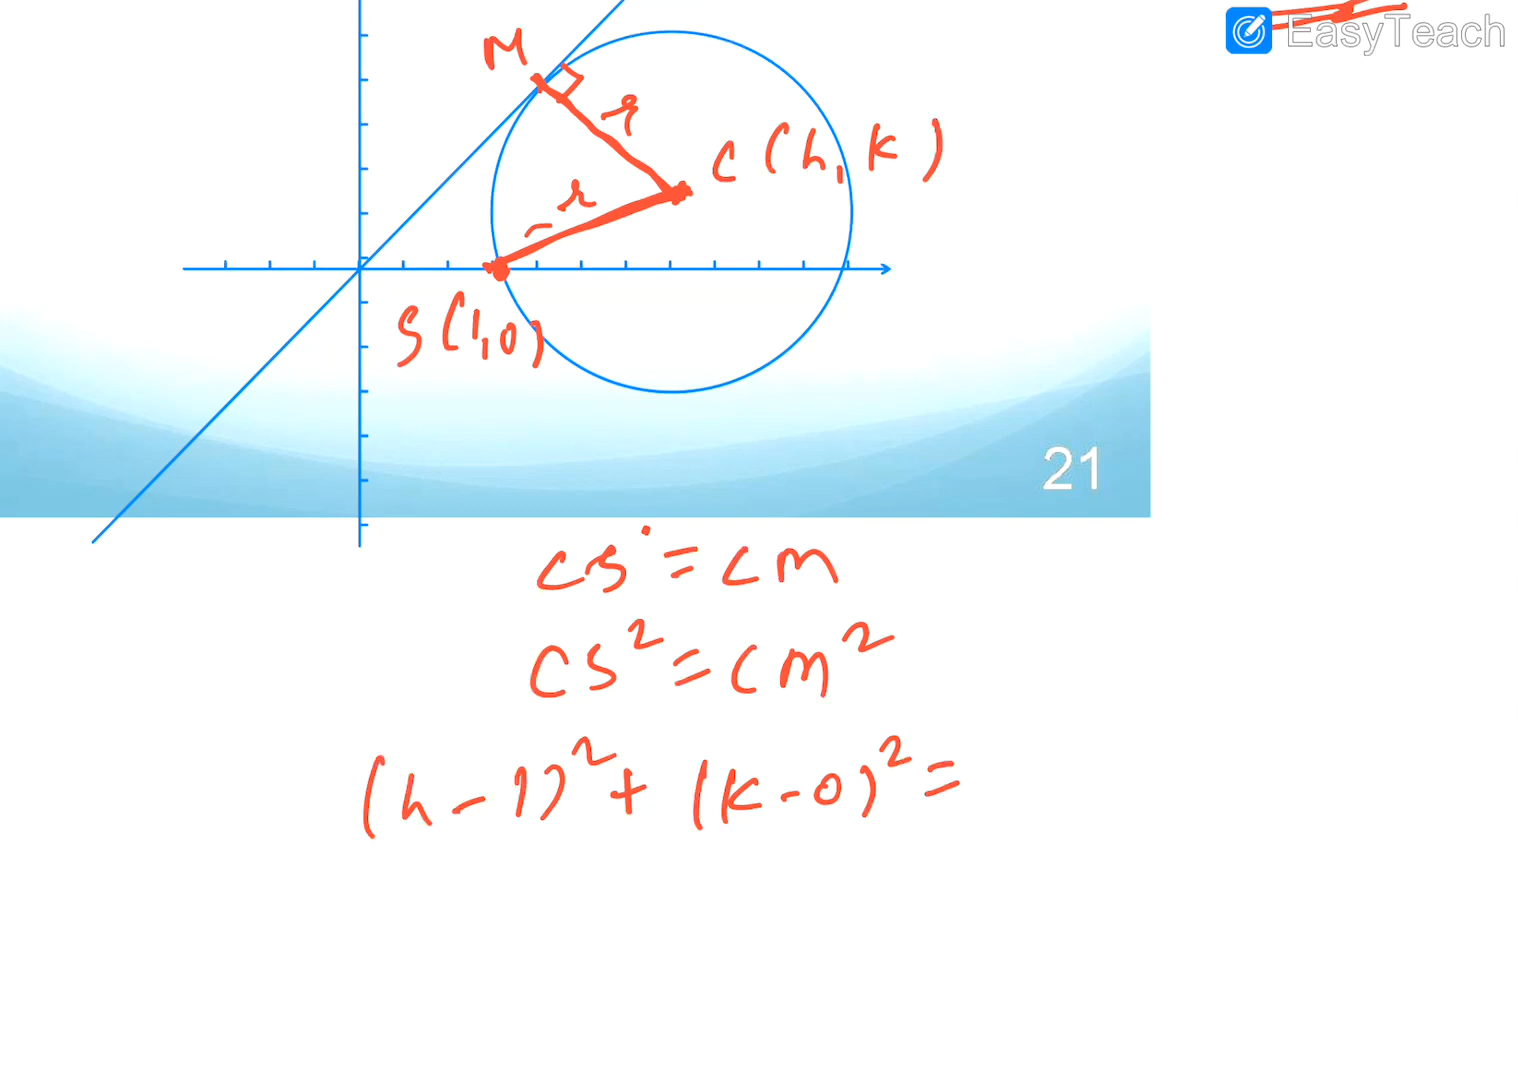 EasyTeach
M
r
C (h, k)
r
S(1,0)
21
CS = CM
CS² = CM²
(h - 1)² + (k - 0)² =